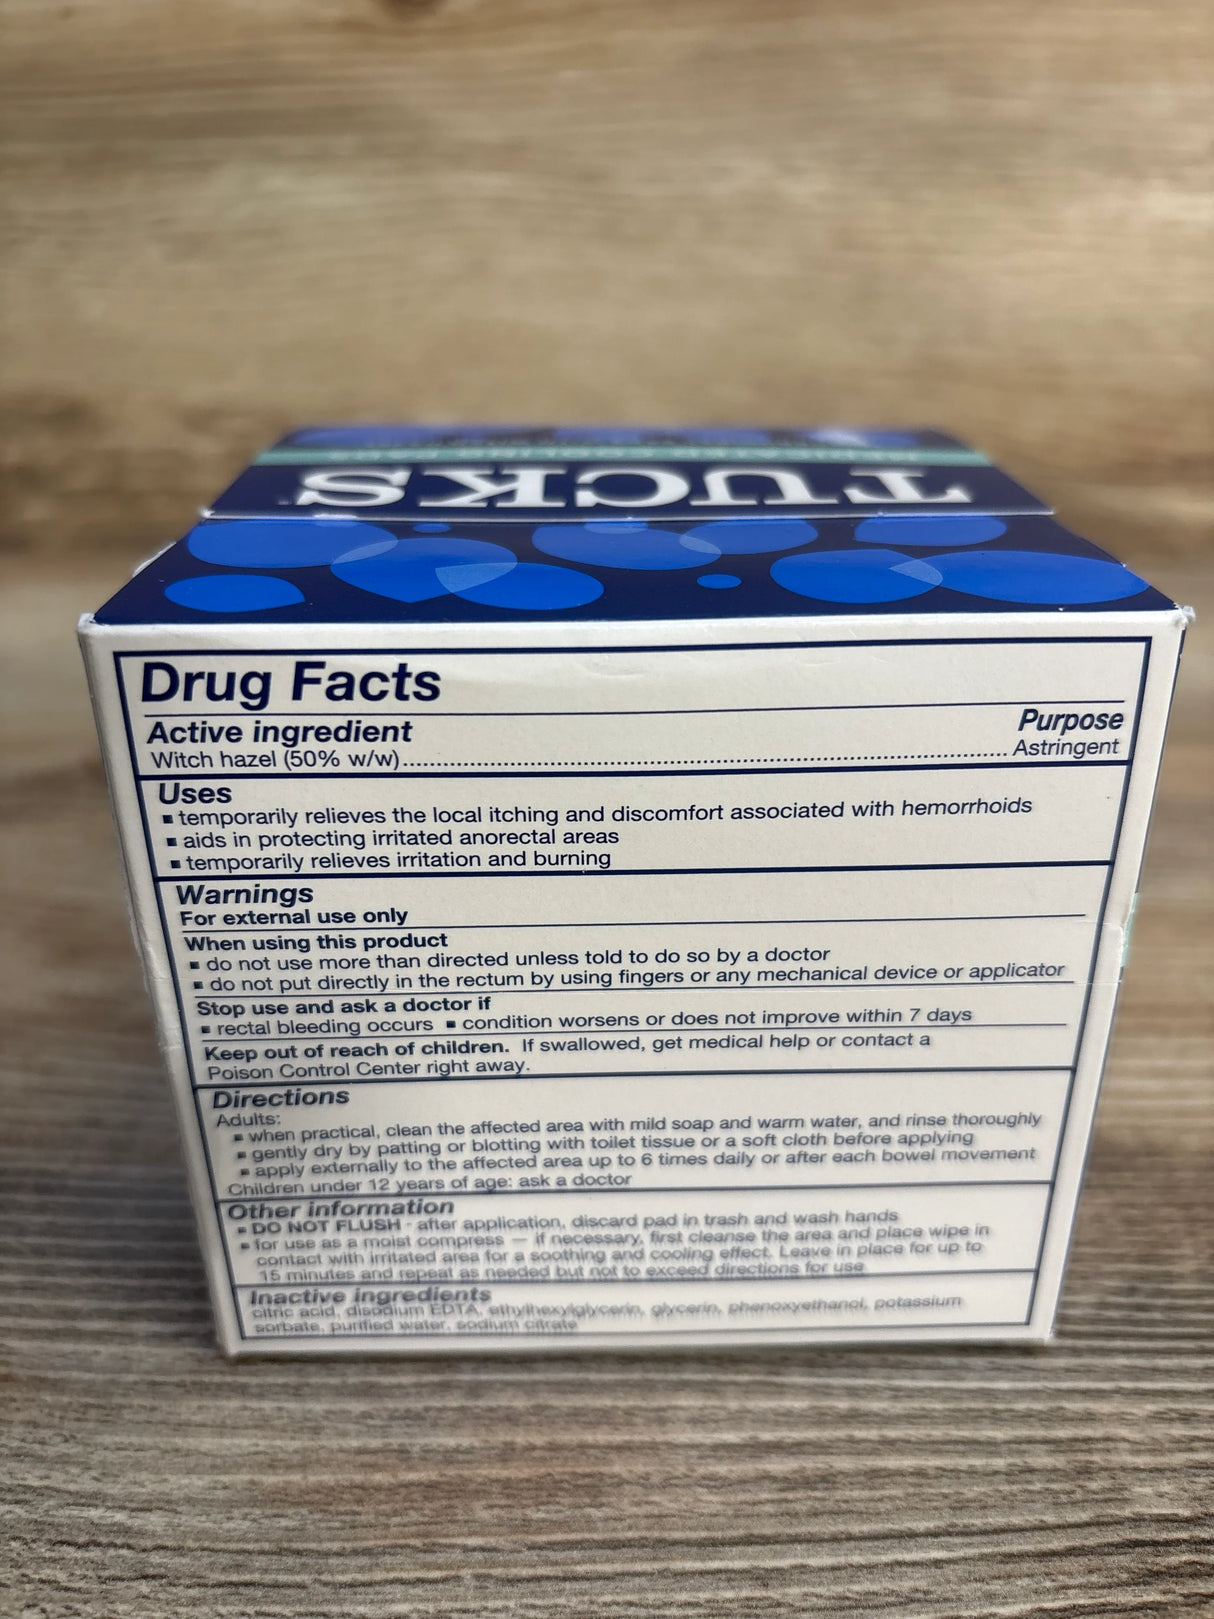 TUCKS
Drug Facts
Active ingredient Purpose
Witch hazel (50% w/w)........................................................................................ Astringent
Uses
▪ temporarily relieves the local itching and discomfort associated with hemorrhoids
▪ aids in protecting irritated anorectal areas
▪ temporarily relieves irritation and burning
Warnings
For external use only
When using this product
▪ do not use more than directed unless told to do so by a doctor
▪ do not put directly in the rectum by using fingers or any mechanical device or applicator
Stop use and ask a doctor if
▪ rectal bleeding occurs ▪ condition worsens or does not improve within 7 days
Keep out of reach of children. If swallowed, get medical help or contact a
Poison Control Center right away.
Directions
Adults:
▪ when practical, clean the affected area with mild soap and warm water, and rinse thoroughly
▪ gently dry by patting or blotting with toilet tissue or a soft cloth before applying
▪ apply externally to the affected area up to 6 times daily or after each bowel movement
Children under 12 years of age: ask a doctor
Other information
▪ DO NOT FLUSH - after application, discard pad in trash and wash hands
▪ for use as a moist compress — if necessary, first cleanse the area and place wipe in
contact with irritated area for a soothing and cooling effect. Leave in place for up to
15 minutes and repeat as needed but not to exceed directions for use
Inactive ingredients
citric acid, disodium EDTA, ethylhexylglycerin, glycerin, phenoxyethanol, potassium
sorbate, purified water, sodium citrate